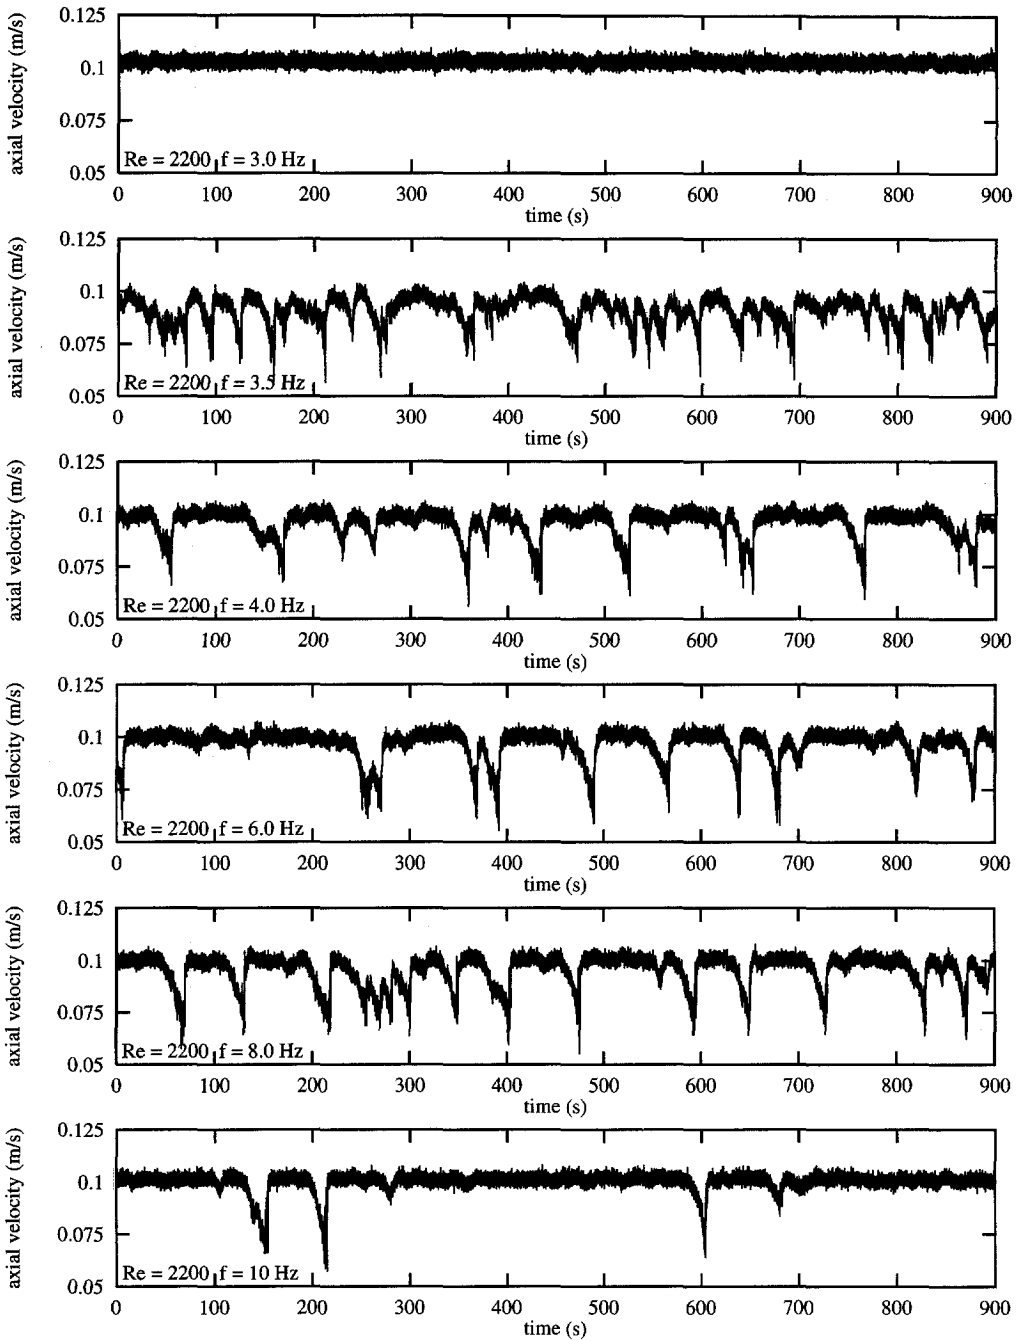 axial velocity (m/s)
0.125
0.1
0.075
0.05
Re = 2200 f = 3.0 Hz
0 100 200 300 400 500 600 700 800 900
time (s)
axial velocity (m/s)
0.125
0.1
0.075
0.05
Re = 2200 f = 3.5 Hz
0 100 200 300 400 500 600 700 800 900
time (s)
axial velocity (m/s)
0.125
0.1
0.075
0.05
Re = 2200 f = 4.0 Hz
0 100 200 300 400 500 600 700 800 900
time (s)
axial velocity (m/s)
0.125
0.1
0.075
0.05
Re = 2200 f = 6.0 Hz
0 100 200 300 400 500 600 700 800 900
time (s)
axial velocity (m/s)
0.125
0.1
0.075
0.05
Re = 2200 f = 8.0 Hz
0 100 200 300 400 500 600 700 800 900
time (s)
axial velocity (m/s)
0.125
0.1
0.075
0.05
Re = 2200 f = 10 Hz
0 100 200 300 400 500 600 700 800 900
time (s)